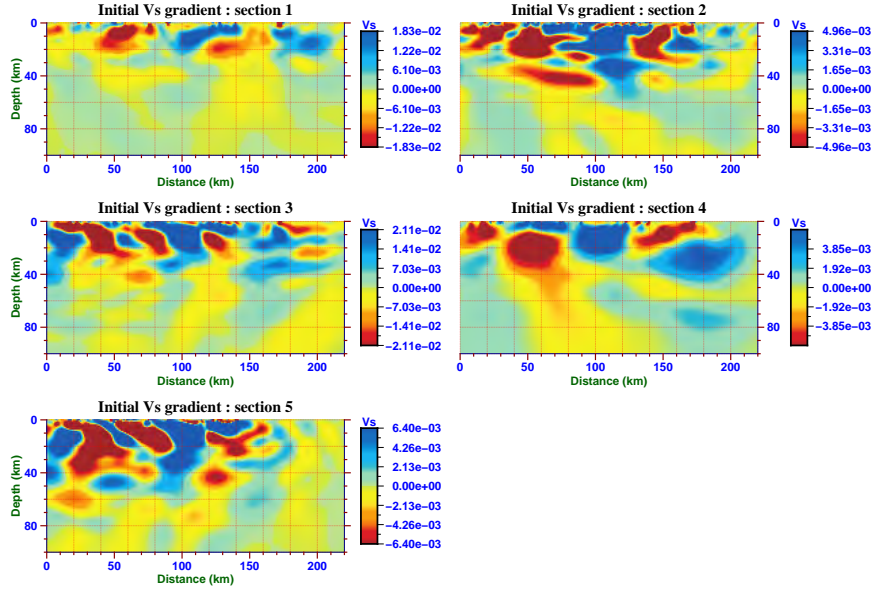 Initial Vs gradient : section 1
Vs
0
40
80
Depth (km)
0 50 100 150 200
Distance (km)
1.83e−02
1.22e−02
6.10e−03
0.00e+00
−6.10e−03
−1.22e−02
−1.83e−02
Initial Vs gradient : section 2
Vs
0
40
80
0 50 100 150 200
Distance (km)
4.96e−03
3.31e−03
1.65e−03
0.00e+00
−1.65e−03
−3.31e−03
−4.96e−03
Initial Vs gradient : section 3
Vs
0
40
80
Depth (km)
0 50 100 150 200
Distance (km)
2.11e−02
1.41e−02
7.03e−03
0.00e+00
−7.03e−03
−1.41e−02
−2.11e−02
Initial Vs gradient : section 4
Vs
0
40
80
0 50 100 150 200
Distance (km)
3.85e−03
1.92e−03
0.00e+00
−1.92e−03
−3.85e−03
Initial Vs gradient : section 5
Vs
0
40
80
Depth (km)
0 50 100 150 200
Distance (km)
6.40e−03
4.26e−03
2.13e−03
0.00e+00
−2.13e−03
−4.26e−03
−6.40e−03